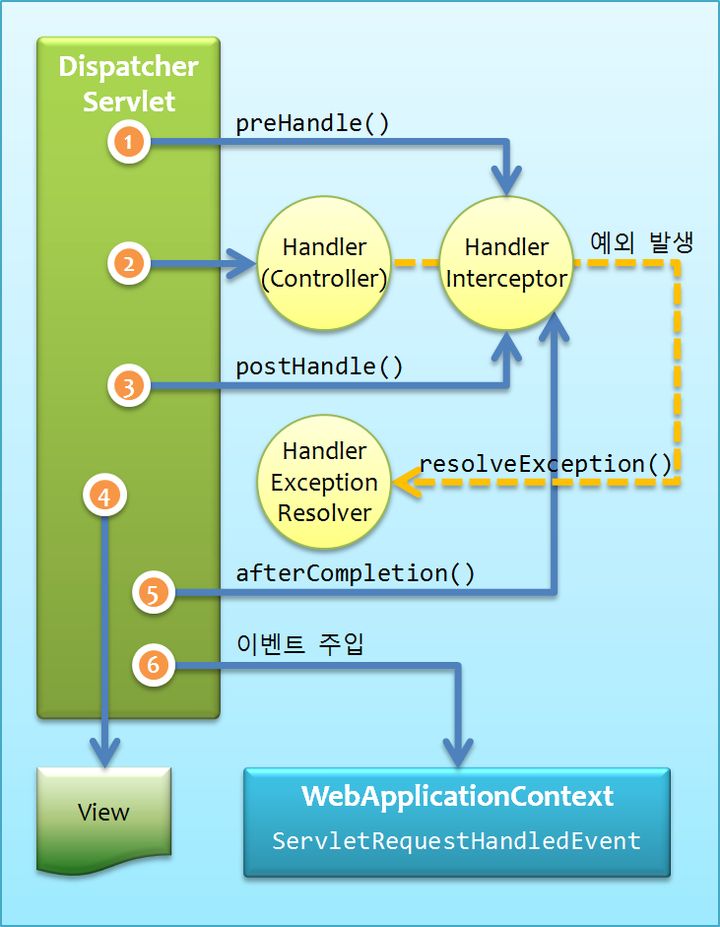 Dispatcher
Servlet
1
preHandle()
2
Handler
(Controller)
Handler
Interceptor
예외 발생
3
postHandle()
4
Handler
Exception
Resolver
resolveException()
5
afterCompletion()
6
이벤트 주입
View
WebApplicationContext
ServletRequestHandledEvent